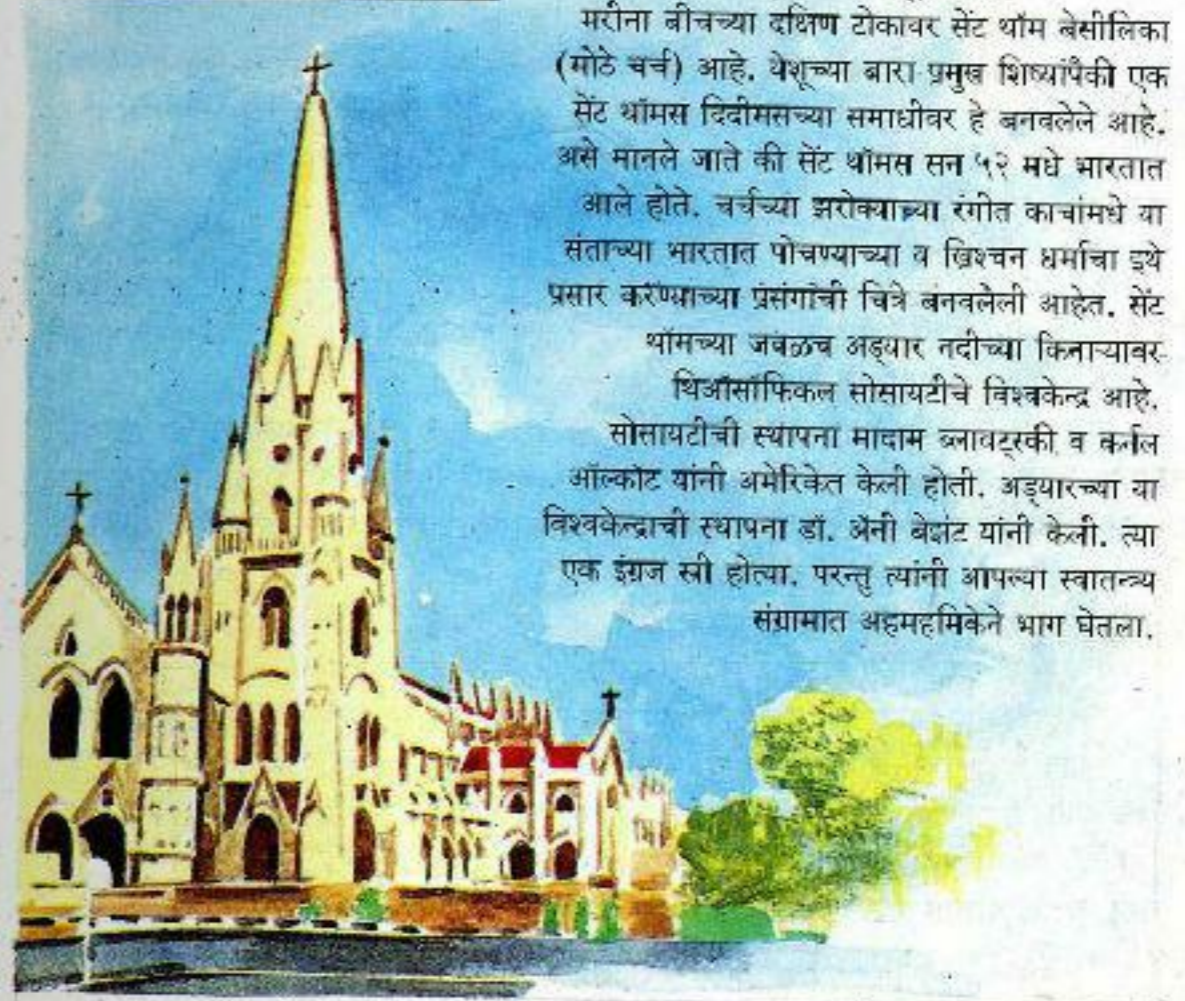 मरीना बीचच्या दक्षिण टोकावर सेंट थॉम बेसीलिका
(मोठे चर्च) आहे. येशूच्या बारा प्रमुख शिष्यांपैकी एक
सेंट थॉमस दिदीमसच्या समाधीवर हे बनवलेले आहे.
असे मानले जाते की सेंट थॉमस सन ५२ मधे भारतात
आले होते. चर्चच्या झरोक्याच्या रंगीत काचांमधे या
संताच्या भारतात पोचण्याच्या व ख्रिश्चन धर्माचा इथे
प्रसार करण्याच्या प्रसंगांची चित्रे बनवलेली आहेत. सेंट
थॉमच्या जवळच अड्यार नदीच्या किनाऱ्यावर
थिऑसॉफिकल सोसायटीचे विश्वकेन्द्र आहे.
सोसायटीची स्थापना मादाम ब्लावट्स्की व कर्नल
ऑल्कॉट यांनी अमेरिकेत केली होती. अड्यारच्या या
विश्वकेन्द्राची स्थापना डॉ. ॲनी बेझंट यांनी केली. त्या
एक इंग्रज स्त्री होत्या. परन्तु त्यांनी आपल्या स्वातन्त्र्य
संग्रामात अहमहमिकेने भाग घेतला.